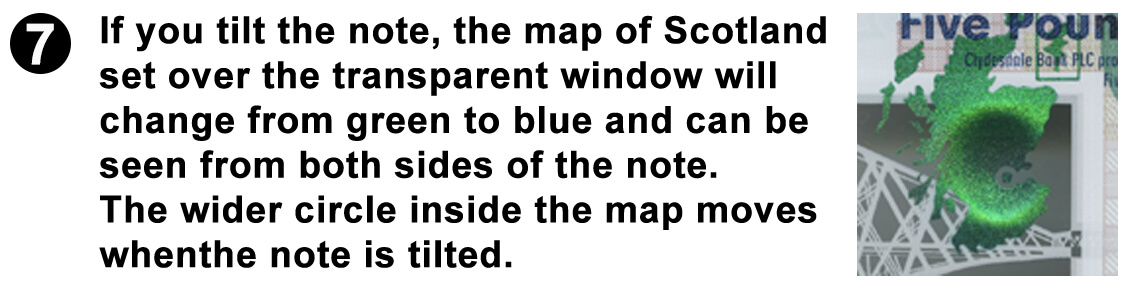 7
If you tilt the note, the map of Scotland
set over the transparent window will
change from green to blue and can be
seen from both sides of the note.
The wider circle inside the map moves
whenthe note is tilted.
Five Poun
Clydesdale Bank PLC pro
Fi